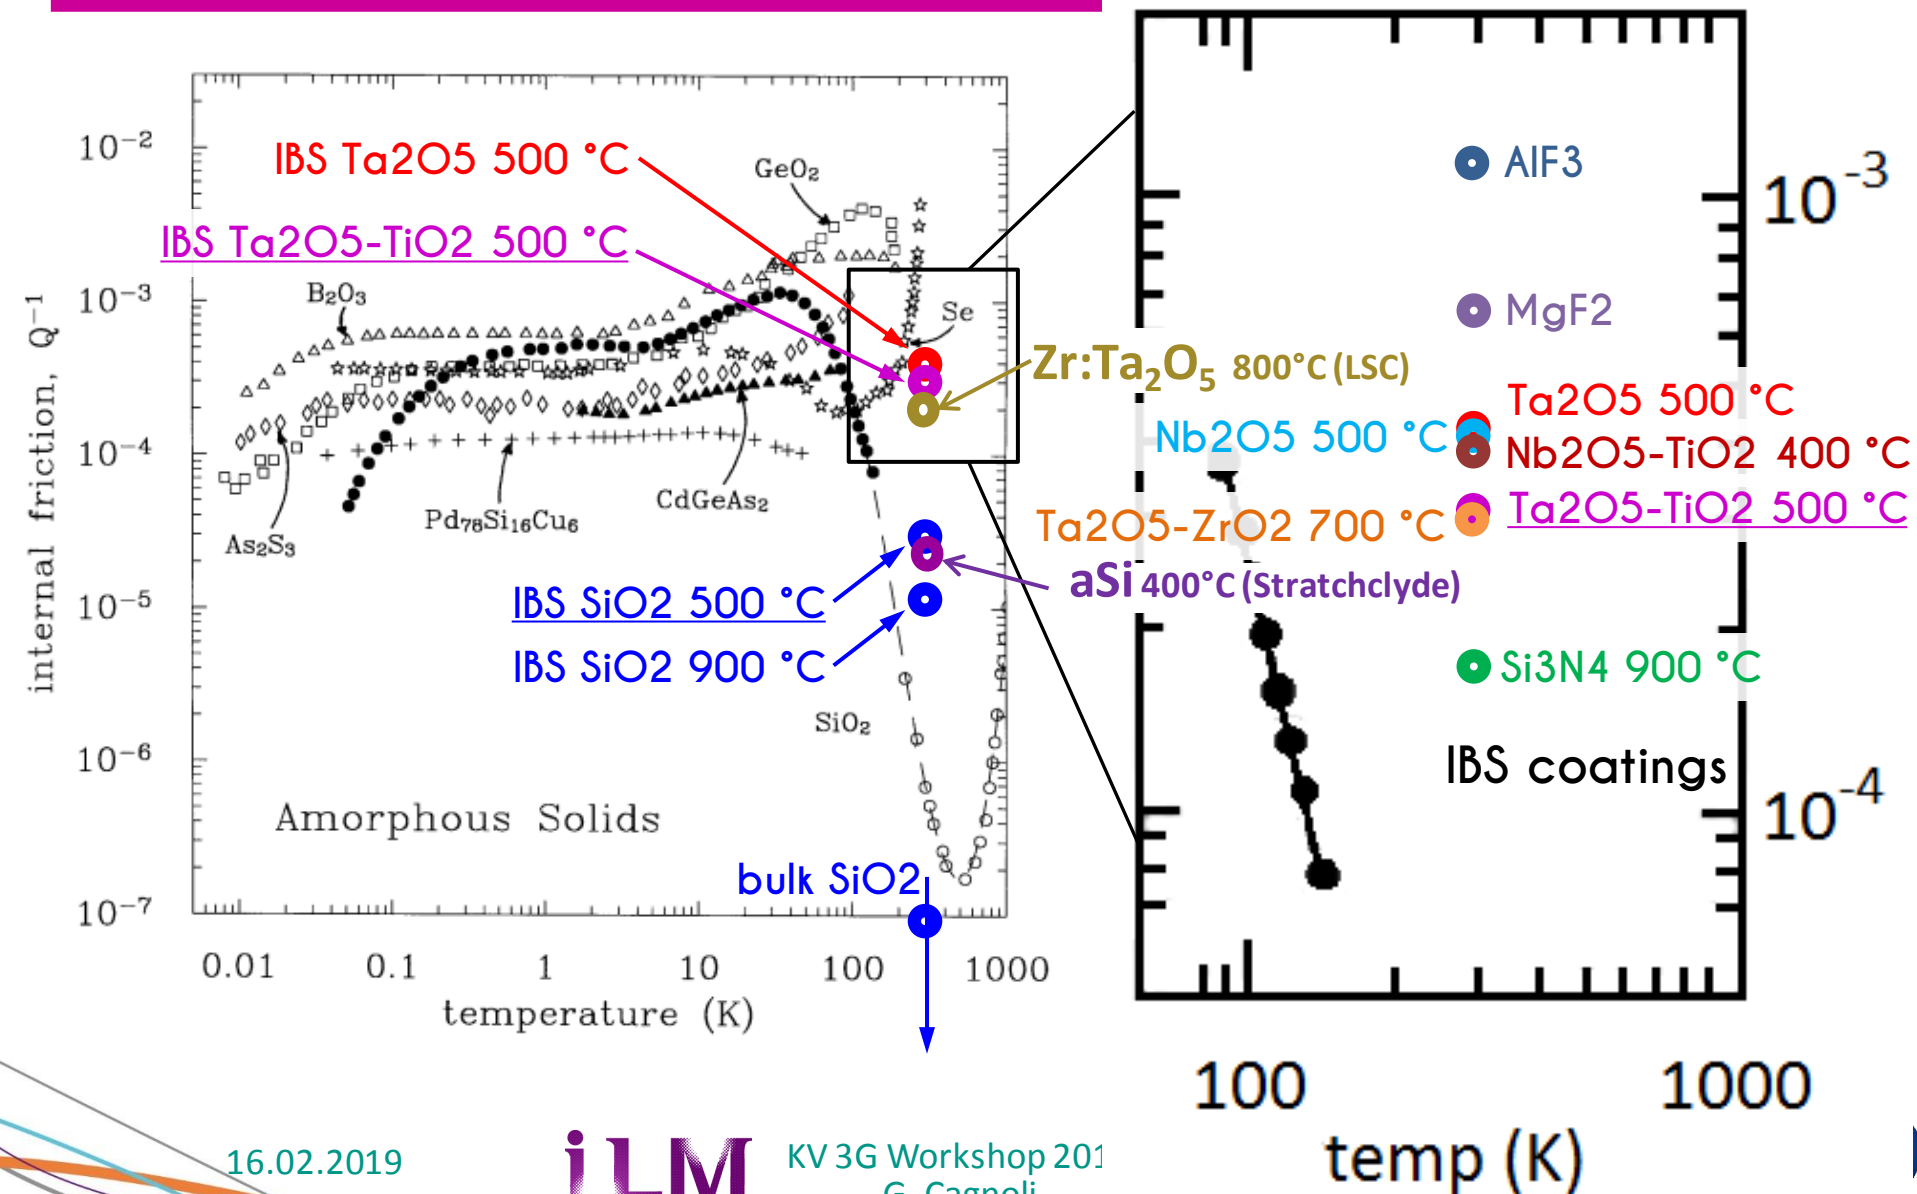 10⁻²
10⁻³
10⁻⁴
10⁻⁵
10⁻⁶
10⁻⁷
internal friction, Q⁻¹
IBS Ta2O5 500 °C
IBS Ta2O5-TiO2 500 °C
GeO₂
B₂O₃
Se
As₂S₃
Pd₇₈Si₁₆Cu₆
CdGeAs₂
IBS SiO2 500 °C
IBS SiO2 900 °C
SiO₂
Amorphous Solids
bulk SiO2
0.01 0.1 1 10 100 1000
temperature (K)
Zr:Ta₂O₅ 800°C (LSC)
aSi 400°C (Stratchclyde)
AlF3
MgF2
Ta2O5 500 °C
Nb2O5 500 °C
Nb2O5-TiO2 400 °C
Ta2O5-TiO2 500 °C
Ta2O5-ZrO2 700 °C
Si3N4 900 °C
IBS coatings
10⁻³
10⁻⁴
100 1000
temp (K)
16.02.2019
iLM
KV 3G Workshop 201
G. Cagnoli